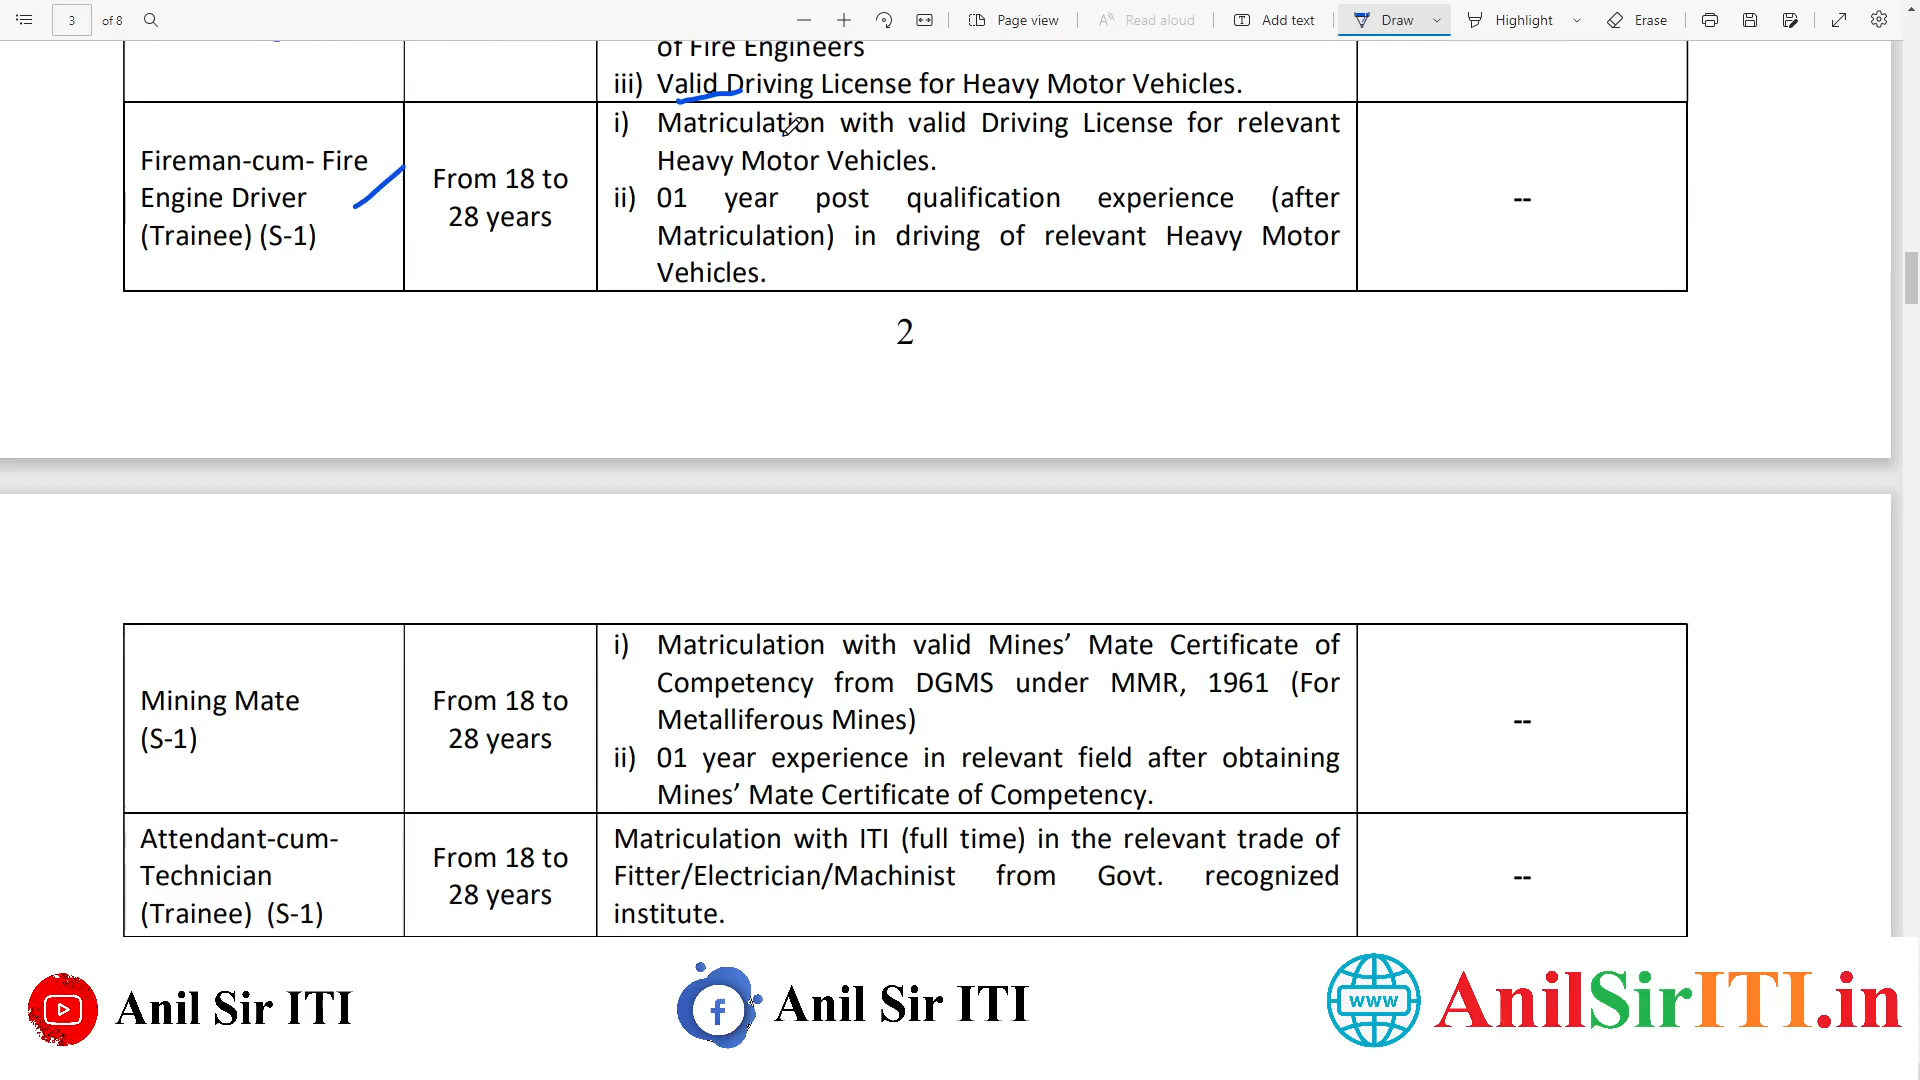 3 of 8 Page view Read aloud Add text Draw Highlight Erase
of Fire Engineers
iii) Valid Driving License for Heavy Motor Vehicles.
Fireman-cum- Fire
Engine Driver
(Trainee) (S-1)
From 18 to
28 years
i) Matriculation with valid Driving License for relevant
Heavy Motor Vehicles.
ii) 01 year post qualification experience (after
Matriculation) in driving of relevant Heavy Motor
Vehicles.
--
2
Mining Mate
(S-1)
From 18 to
28 years
i) Matriculation with valid Mines’ Mate Certificate of
Competency from DGMS under MMR, 1961 (For
Metalliferous Mines)
ii) 01 year experience in relevant field after obtaining
Mines’ Mate Certificate of Competency.
--
Attendant-cum-
Technician
(Trainee) (S-1)
From 18 to
28 years
Matriculation with ITI (full time) in the relevant trade of
Fitter/Electrician/Machinist from Govt. recognized
institute.
--
Anil Sir ITI
f Anil Sir ITI
www AnilSirITI.in